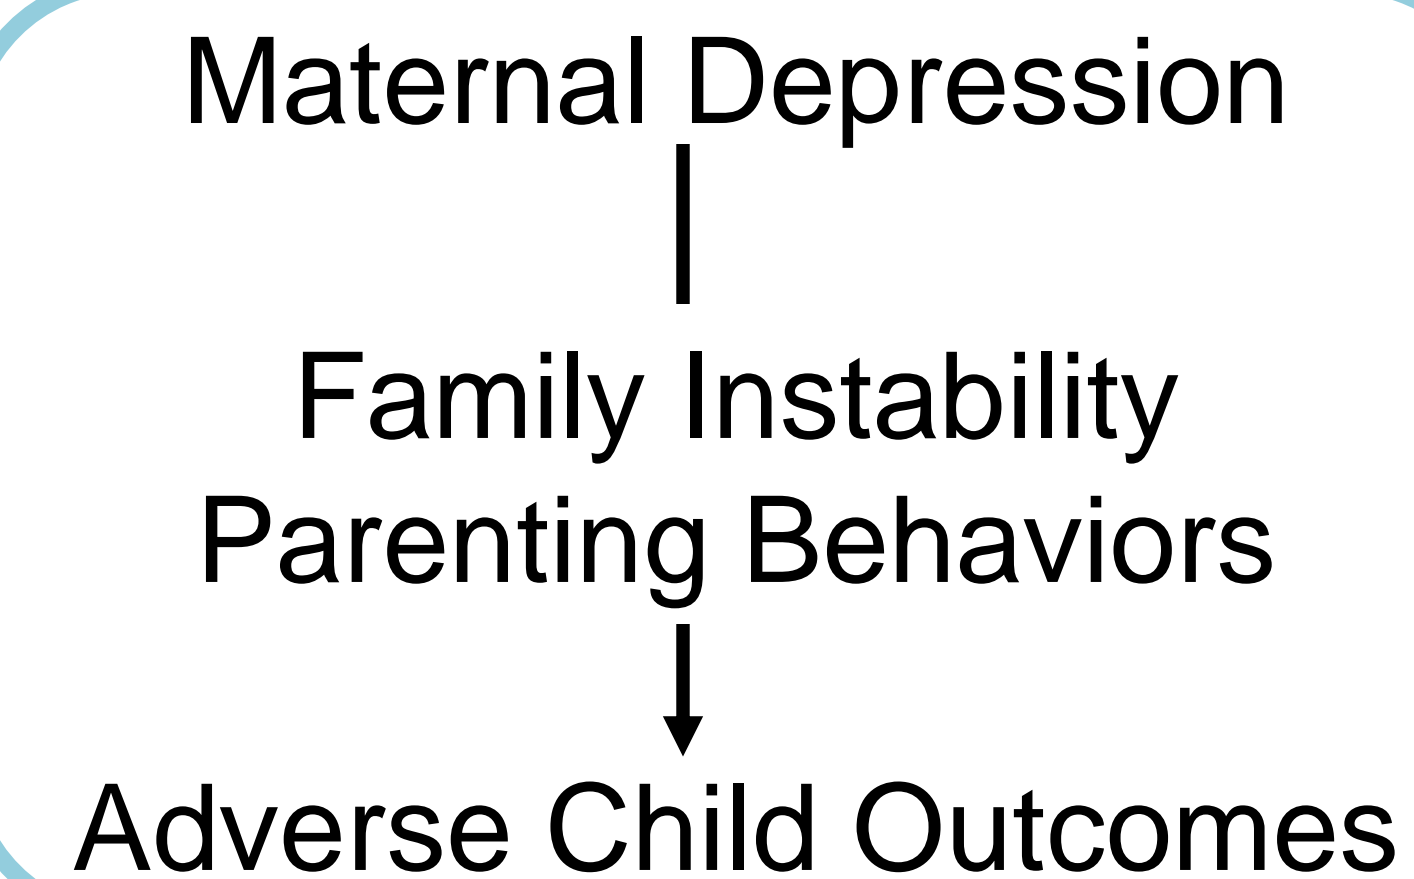 Maternal Depression
Family Instability
Parenting Behaviors
Adverse Child Outcomes